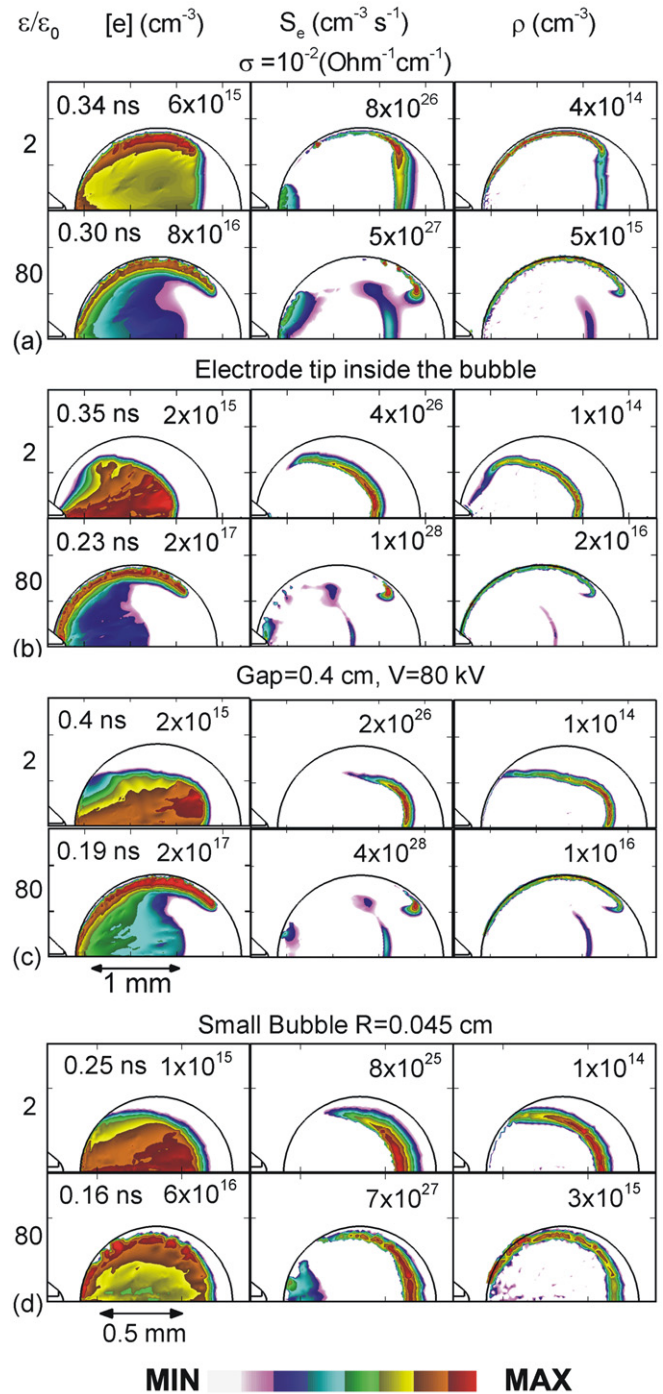 ε/ε₀ [e] (cm⁻³) Sₑ (cm⁻³ s⁻¹) ρ (cm⁻³)
σ =10⁻²(Ohm⁻¹cm⁻¹)
2 0.34 ns 6x10¹⁵ 8x10²⁶ 4x10¹⁴
80 0.30 ns 8x10¹⁶ 5x10²⁷ 5x10¹⁵
(a)
Electrode tip inside the bubble
2 0.35 ns 2x10¹⁵ 4x10²⁶ 1x10¹⁴
80 0.23 ns 2x10¹⁷ 1x10²⁸ 2x10¹⁶
(b)
Gap=0.4 cm, V=80 kV
2 0.4 ns 2x10¹⁵ 2x10²⁶ 1x10¹⁴
80 0.19 ns 2x10¹⁷ 4x10²⁸ 1x10¹⁶
(c)
1 mm
Small Bubble R=0.045 cm
2 0.25 ns 1x10¹⁵ 8x10²⁵ 1x10¹⁴
80 0.16 ns 6x10¹⁶ 7x10²⁷ 3x10¹⁵
(d)
0.5 mm
MIN MAX